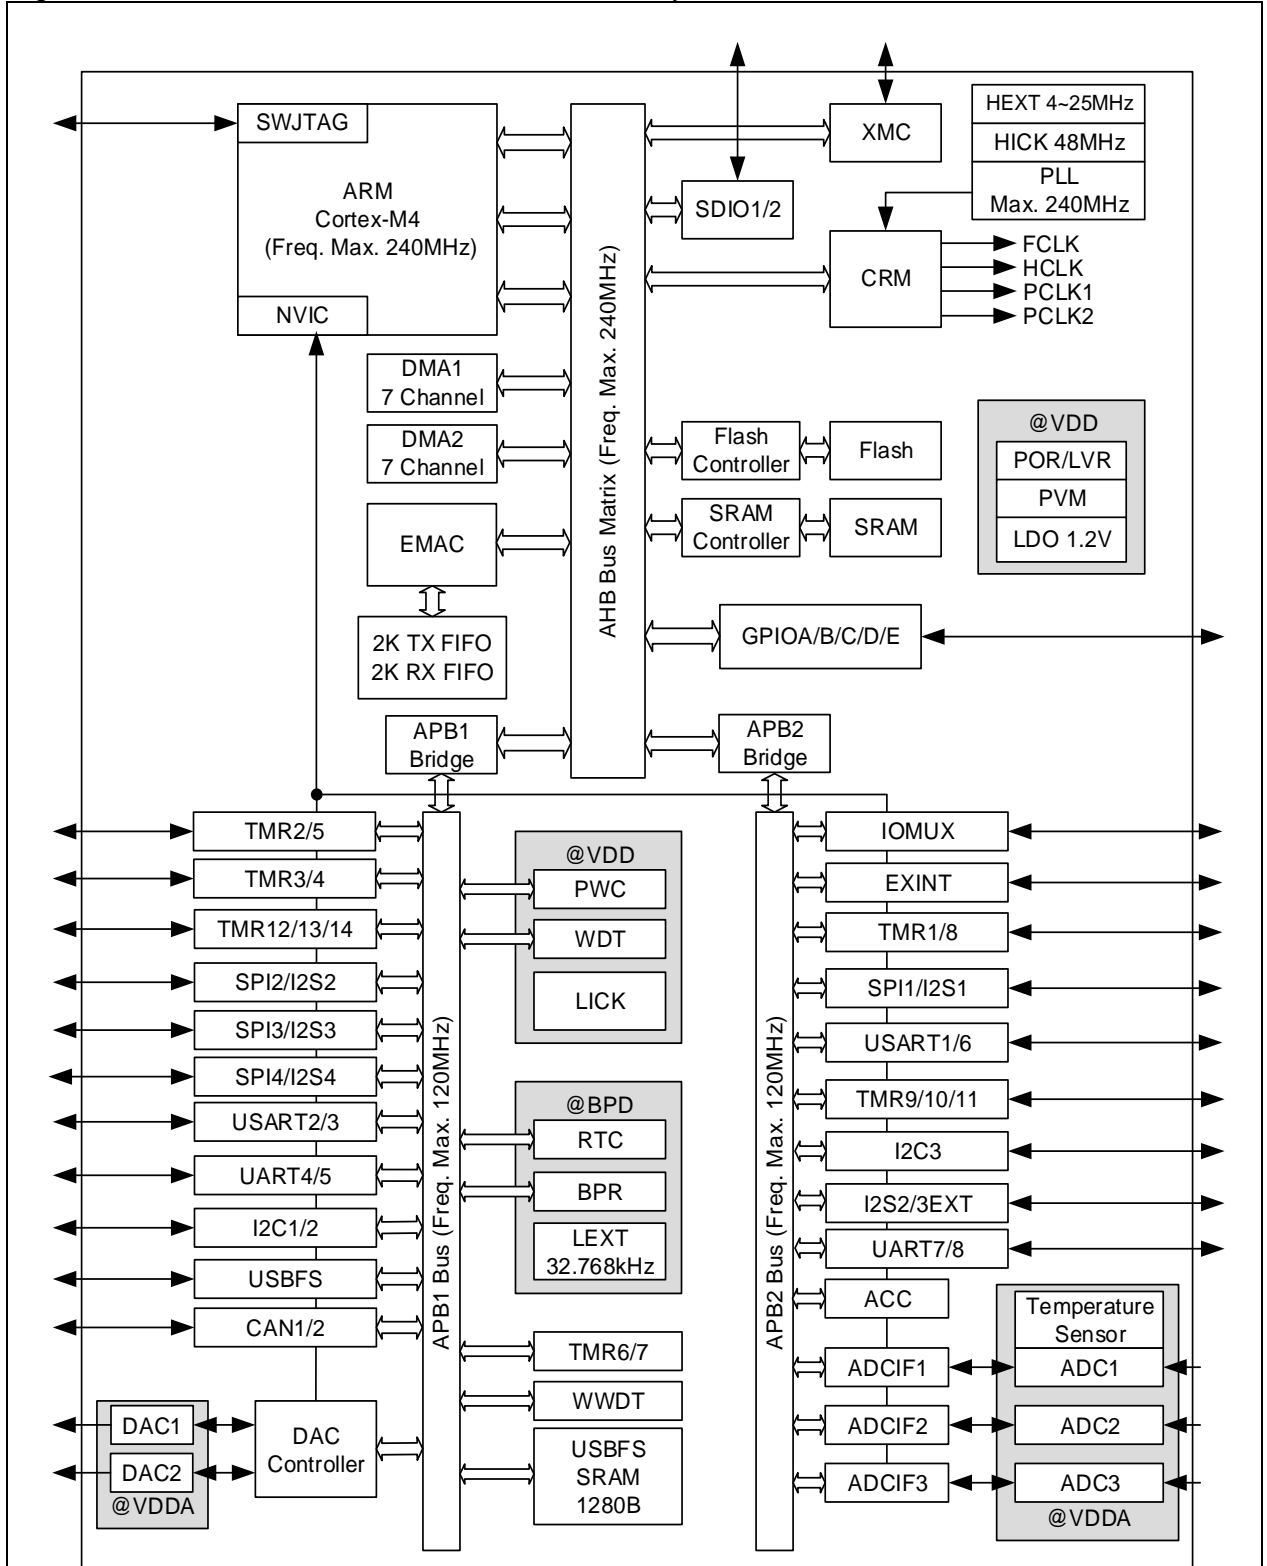 SWJTAG
ARM
Cortex-M4
(Freq. Max. 240MHz)
NVIC
DMA1
7 Channel
DMA2
7 Channel
EMAC
2K TX FIFO
2K RX FIFO
APB1
Bridge
AHB Bus Matrix (Freq. Max. 240MHz)
XMC
SDIO1/2
HEXT 4~25MHz
HICK 48MHz
PLL
Max. 240MHz
CRM
FCLK
HCLK
PCLK1
PCLK2
Flash
Controller
Flash
SRAM
Controller
SRAM
@VDD
POR/LVR
PVM
LDO 1.2V
GPIOA/B/C/D/E
APB2
Bridge
TMR2/5
TMR3/4
TMR12/13/14
SPI2/I2S2
SPI3/I2S3
SPI4/I2S4
USART2/3
UART4/5
I2C1/2
USBFS
CAN1/2
DAC1
DAC2
@VDDA
DAC
Controller
APB1 Bus (Freq. Max. 120MHz)
@VDD
PWC
WDT
LICK
@BPD
RTC
BPR
LEXT
32.768kHz
TMR6/7
WWDT
USBFS
SRAM
1280B
APB2 Bus (Freq. Max. 120MHz)
IOMUX
EXINT
TMR1/8
SPI1/I2S1
USART1/6
TMR9/10/11
I2C3
I2S2/3EXT
UART7/8
ACC
ADCIF1
ADCIF2
ADCIF3
Temperature
Sensor
ADC1
ADC2
ADC3
@VDDA